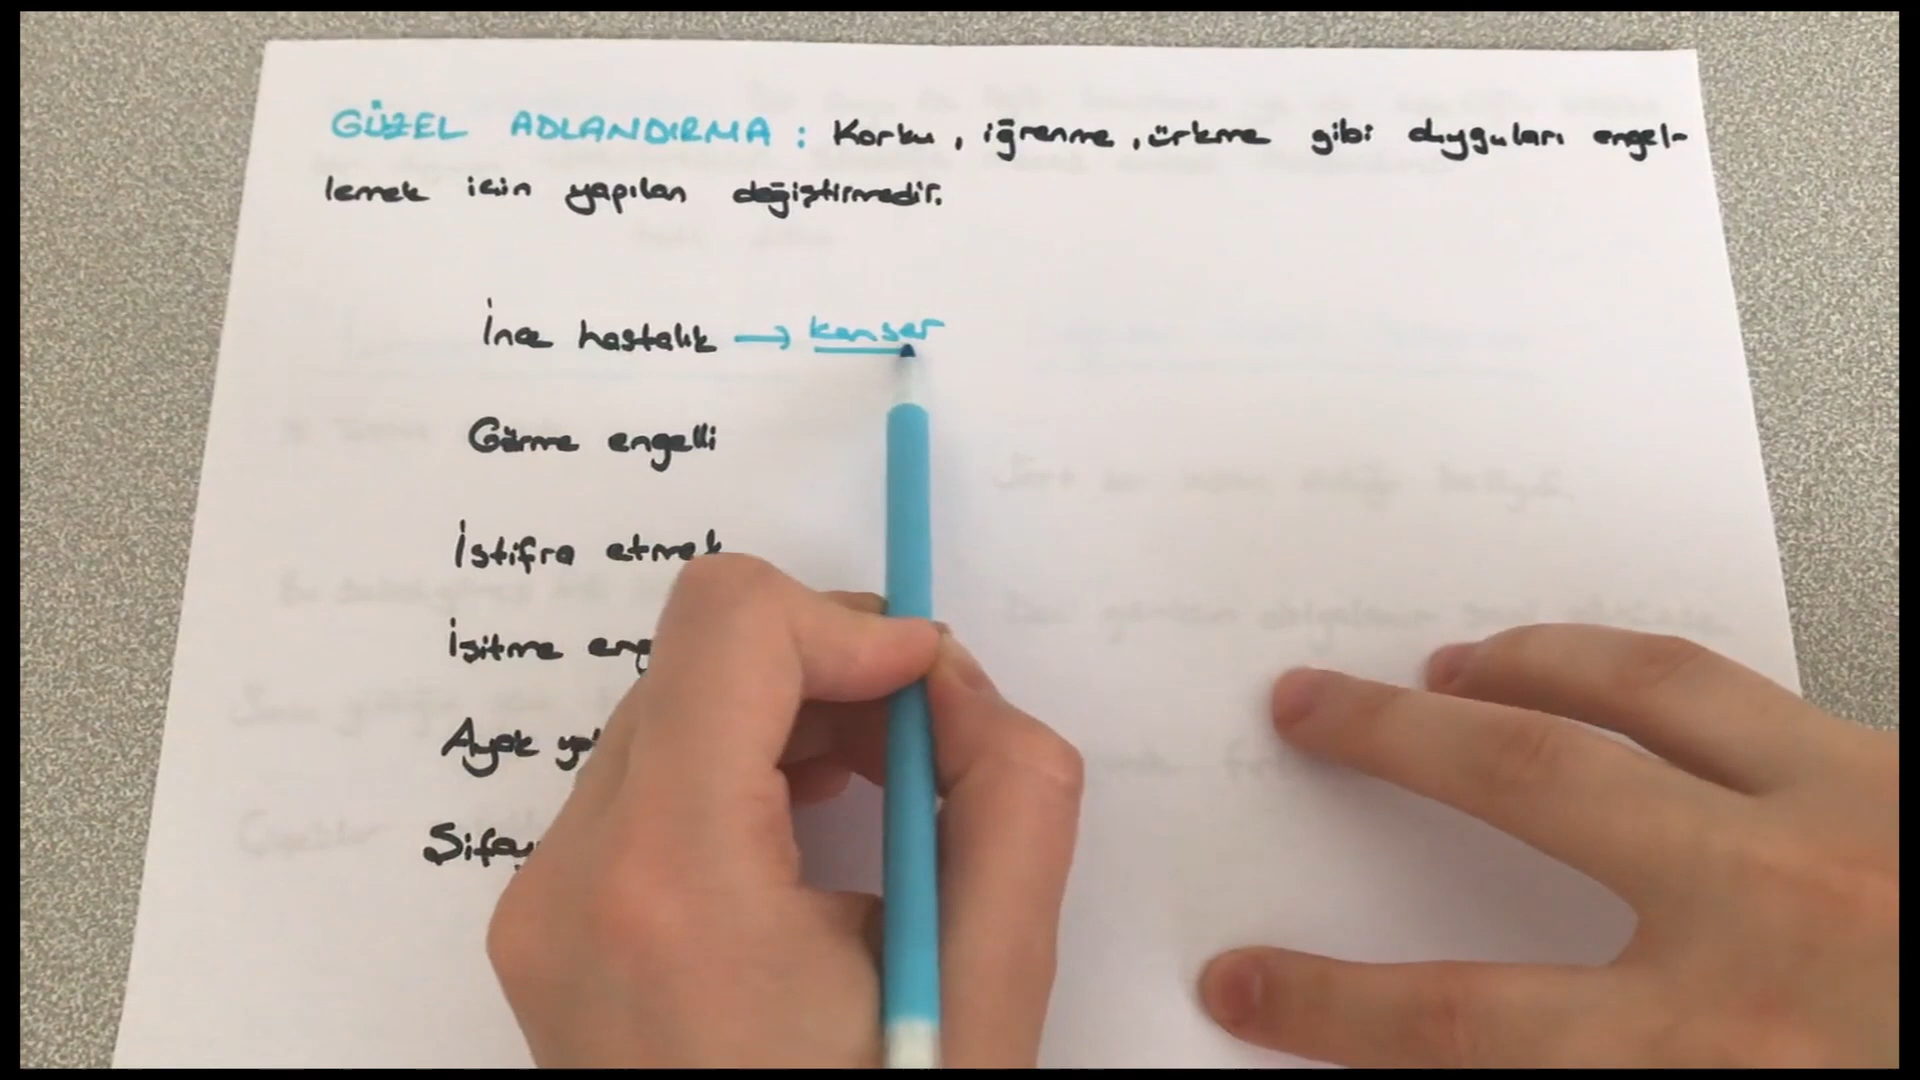 GÜZEL ADLANDIRMA : Korku, iğrenme, ürkme gibi duyguları engel-
lemek için yapılan değiştirmedir.
İnce hastalık → kanser
Görme engelli
İstifra etmek
İşitme
Ayak